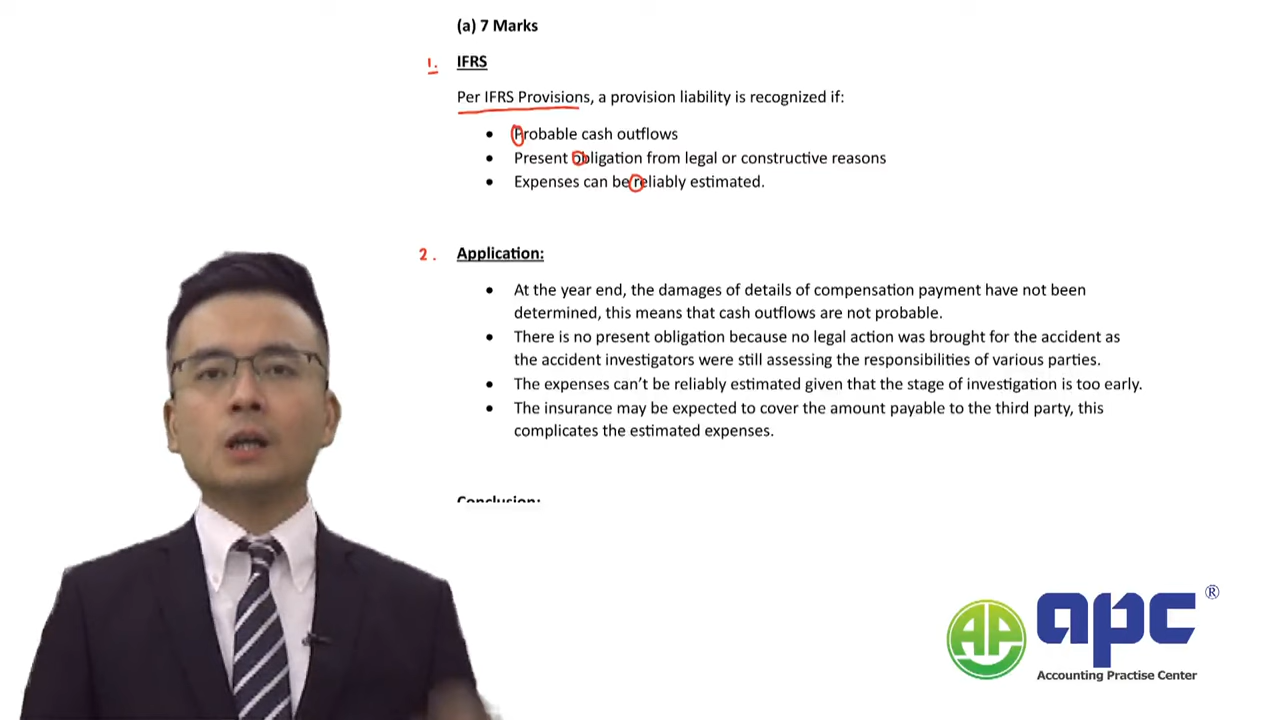 (a) 7 Marks
1. IFRS
Per IFRS Provisions, a provision liability is recognized if:
• Probable cash outflows
• Present obligation from legal or constructive reasons
• Expenses can be reliably estimated.
2. Application:
• At the year end, the damages of details of compensation payment have not been
determined, this means that cash outflows are not probable.
• There is no present obligation because no legal action was brought for the accident as
the accident investigators were still assessing the responsibilities of various parties.
• The expenses can't be reliably estimated given that the stage of investigation is too early.
• The insurance may be expected to cover the amount payable to the third party, this
complicates the estimated expenses.
Conclusion:
AP apc ®
Accounting Practise Center